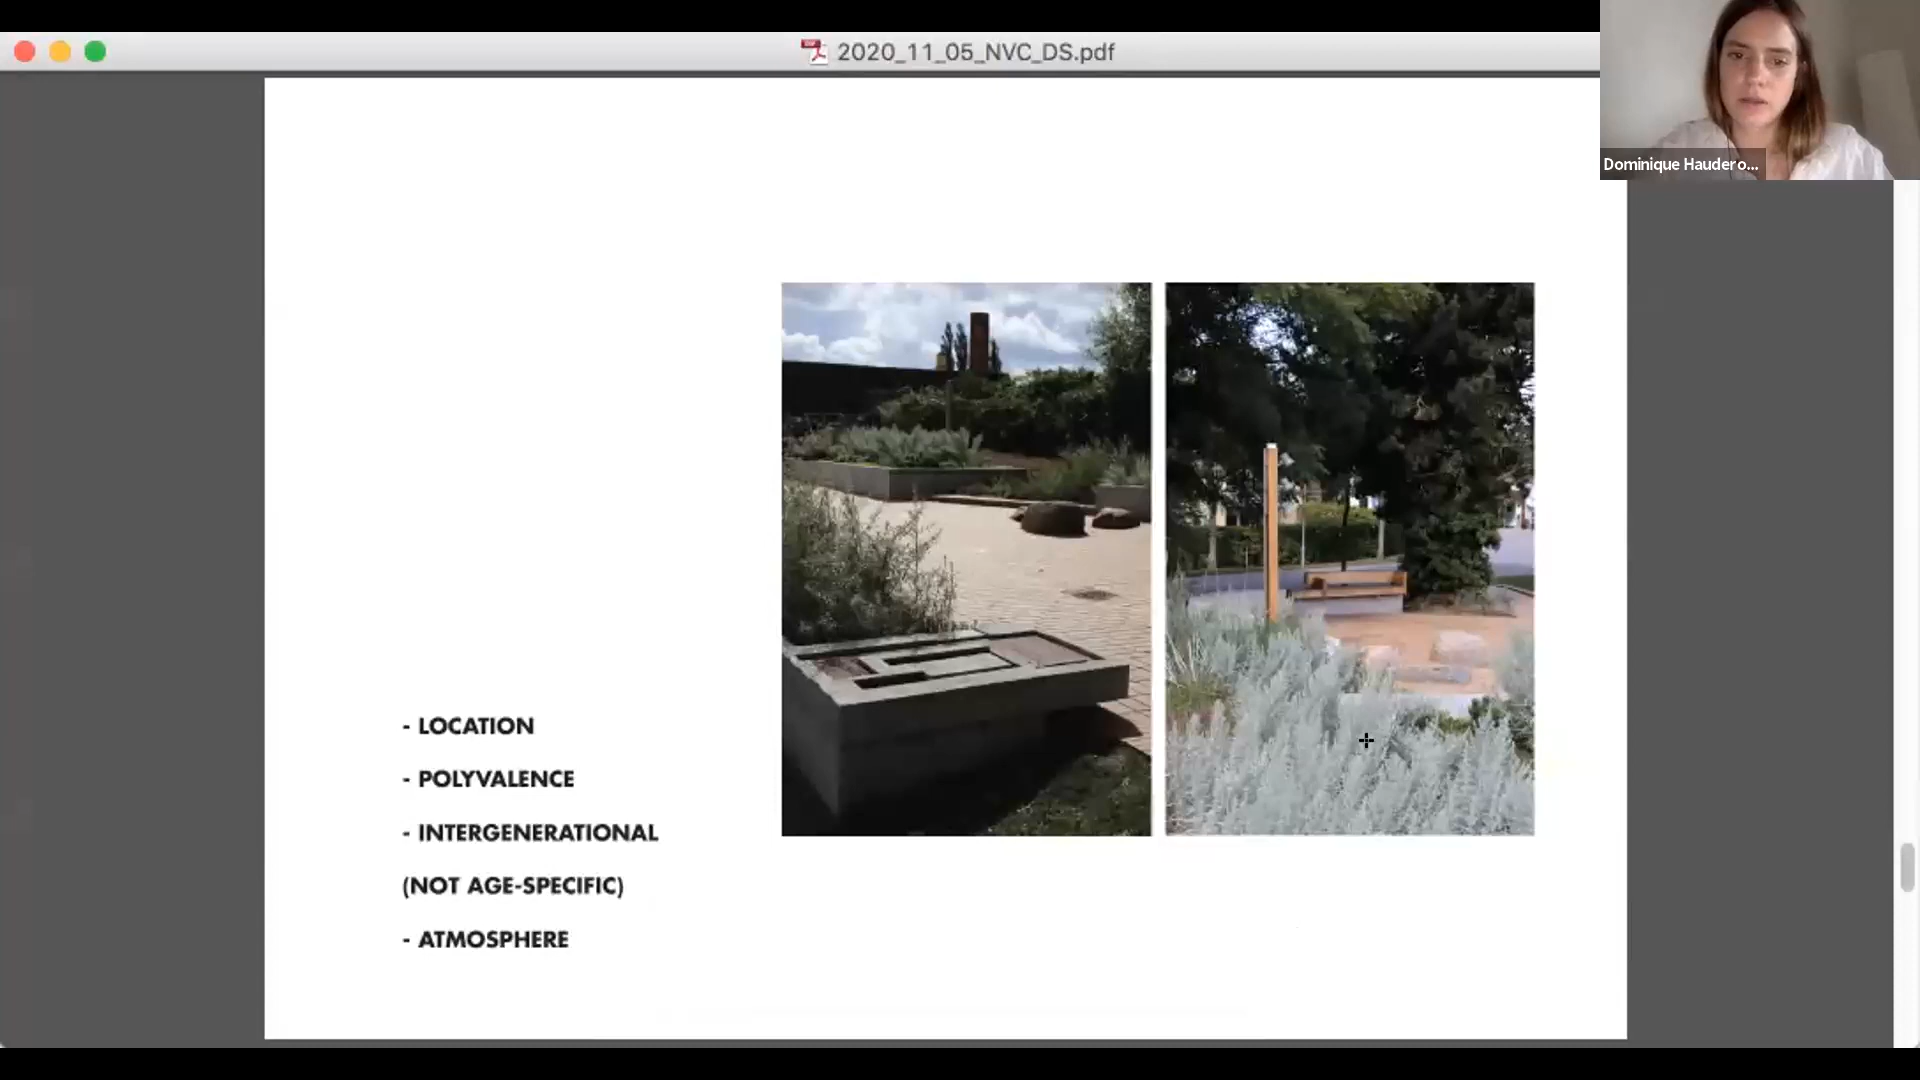 2020_11_05_NVC_DS.pdf
Dominique Haudero...
- LOCATION
- POLYVALENCE
- INTERGENERATIONAL
(NOT AGE-SPECIFIC)
- ATMOSPHERE